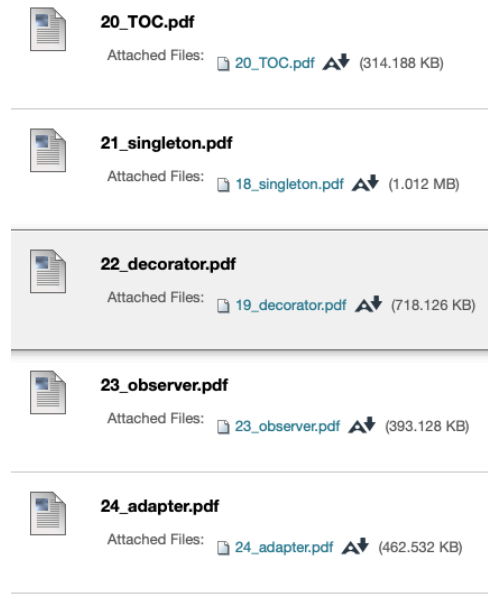 20_TOC.pdf
Attached Files: 20_TOC.pdf (314.188 KB)
21_singleton.pdf
Attached Files: 18_singleton.pdf (1.012 MB)
22_decorator.pdf
Attached Files: 19_decorator.pdf (718.126 KB)
23_observer.pdf
Attached Files: 23_observer.pdf (393.128 KB)
24_adapter.pdf
Attached Files: 24_adapter.pdf (462.532 KB)